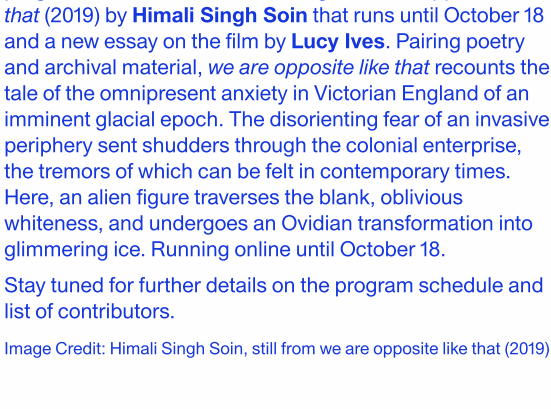 that (2019) by Himali Singh Soin that runs until October 18
and a new essay on the film by Lucy Ives. Pairing poetry
and archival material, we are opposite like that recounts the
tale of the omnipresent anxiety in Victorian England of an
imminent glacial epoch. The disorienting fear of an invasive
periphery sent shudders through the colonial enterprise,
the tremors of which can be felt in contemporary times.
Here, an alien figure traverses the blank, oblivious
whiteness, and undergoes an Ovidian transformation into
glimmering ice. Running online until October 18.
Stay tuned for further details on the program schedule and
list of contributors.
Image Credit: Himali Singh Soin, still from we are opposite like that (2019)